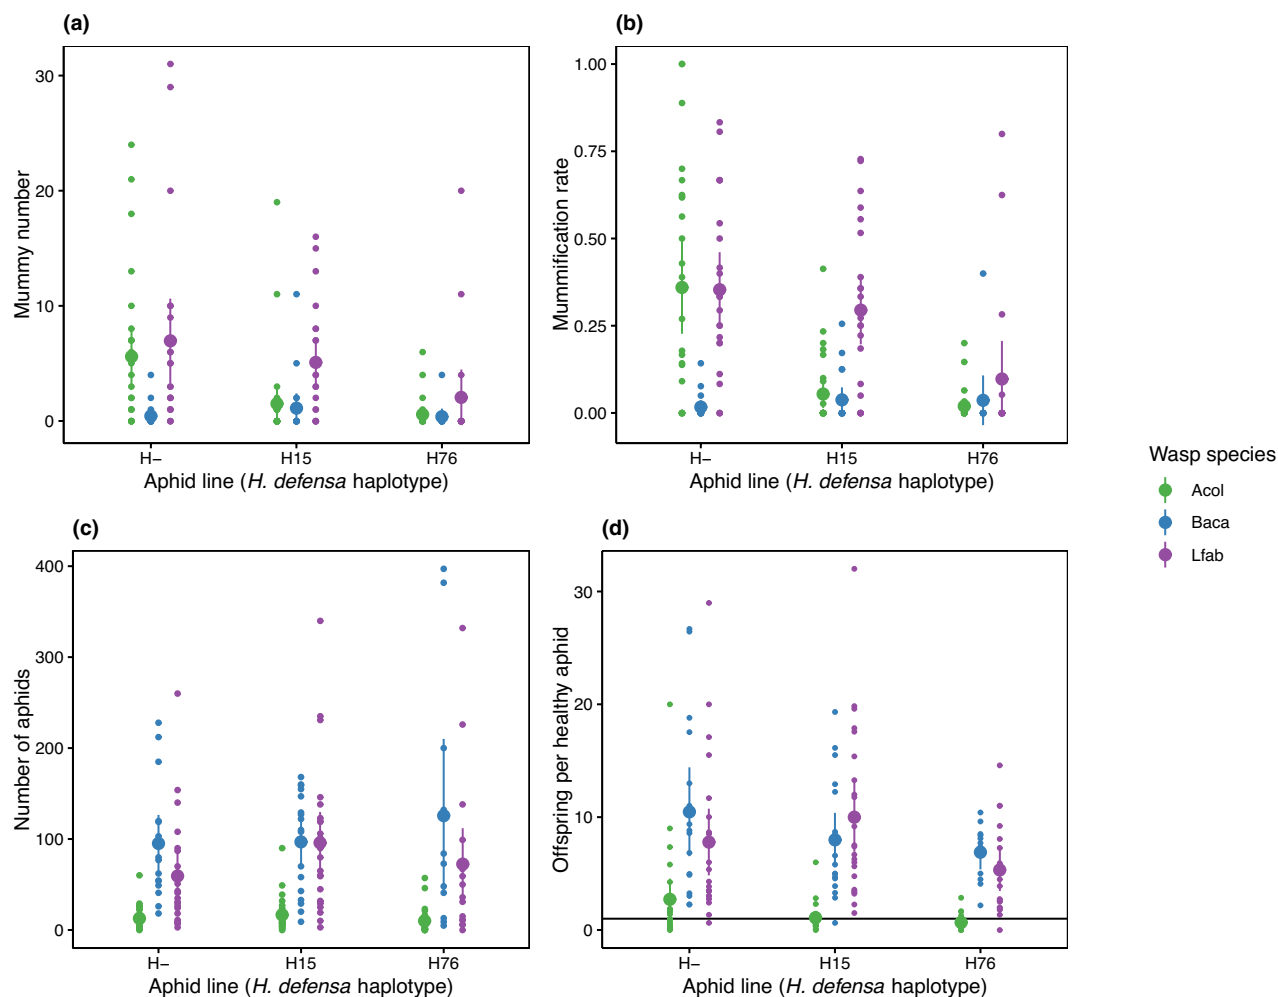 (a)
30
20
10
0
Mummy number
H−
H15
H76
Aphid line (H. defensa haplotype)
(b)
1.00
0.75
0.50
0.25
0.00
Mummification rate
H−
H15
H76
Aphid line (H. defensa haplotype)
(c)
400
300
200
100
0
Number of aphids
H−
H15
H76
Aphid line (H. defensa haplotype)
(d)
30
20
10
0
Offspring per healthy aphid
H−
H15
H76
Aphid line (H. defensa haplotype)
Wasp species
Acol
Baca
Lfab